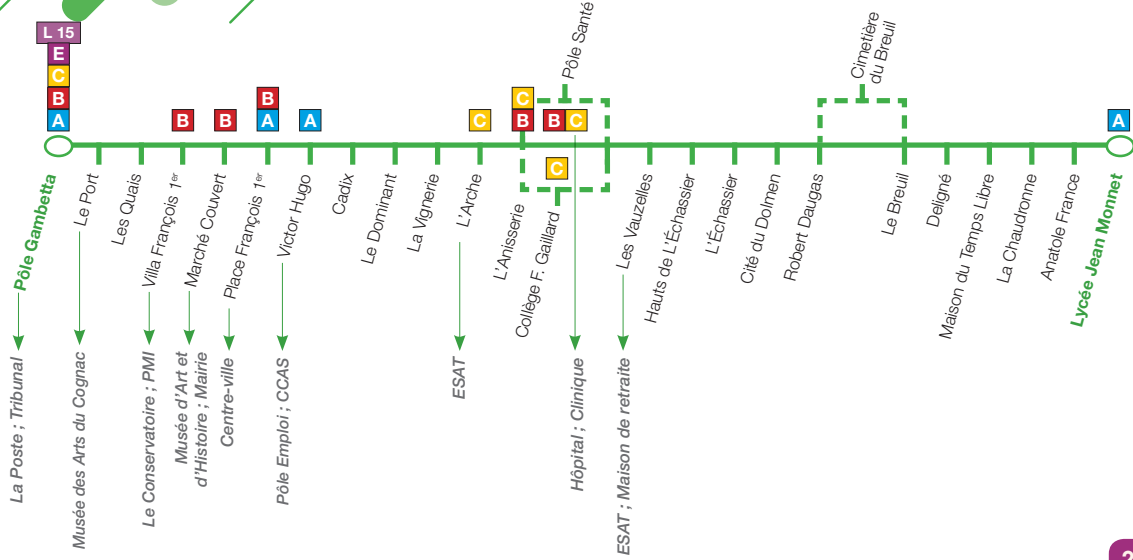 L 15
E
C
B
A
B
B
B
A
A
C
C
B
B
C
C
A
Pôle Santé
Cimetière
du Breuil
Pôle Gambetta
Le Port
Les Quais
Villa François 1er
Marché Couvert
Place François 1er
Victor Hugo
Cadix
Le Dominant
La Vignerie
L'Arche
L'Anisserie
Collège F. Gaillard
Les Vauzelles
Hauts de L'Échassier
L'Échassier
Cité du Dolmen
Robert Daugas
Le Breuil
Deligné
Maison du Temps Libre
La Chaudronne
Anatole France
Lycée Jean Monnet
La Poste ; Tribunal
Musée des Arts du Cognac
Le Conservatoire ; PMI
Musée d'Art et
d'Histoire ; Mairie
Centre-ville
Pôle Emploi ; CCAS
ESAT
Hôpital ; Clinique
ESAT ; Maison de retraite